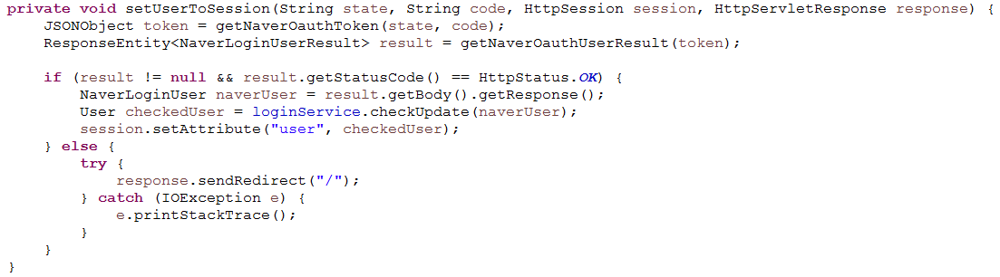 private void setUserToSession(String state, String code, HttpSession session, HttpServletResponse response) {
    JSONObject token = getNaverOauthToken(state, code);
    ResponseEntity<NaverLoginUserResult> result = getNaverOauthUserResult(token);

    if (result != null && result.getStatusCode() == HttpStatus.OK) {
        NaverLoginUser naverUser = result.getBody().getResponse();
        User checkedUser = loginService.checkUpdate(naverUser);
        session.setAttribute("user", checkedUser);
    } else {
        try {
            response.sendRedirect("/");
        } catch (IOException e) {
            e.printStackTrace();
        }
    }
}